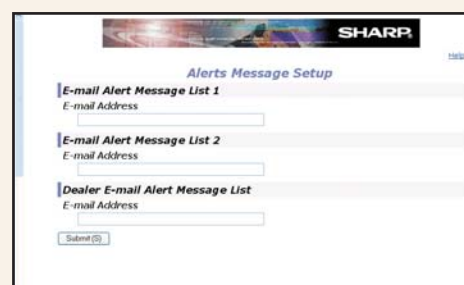 SHARP
Help
Alerts Message Setup
E-mail Alert Message List 1
E-mail Address
E-mail Alert Message List 2
E-mail Address
Dealer E-mail Alert Message List
E-mail Address
Submit (S)